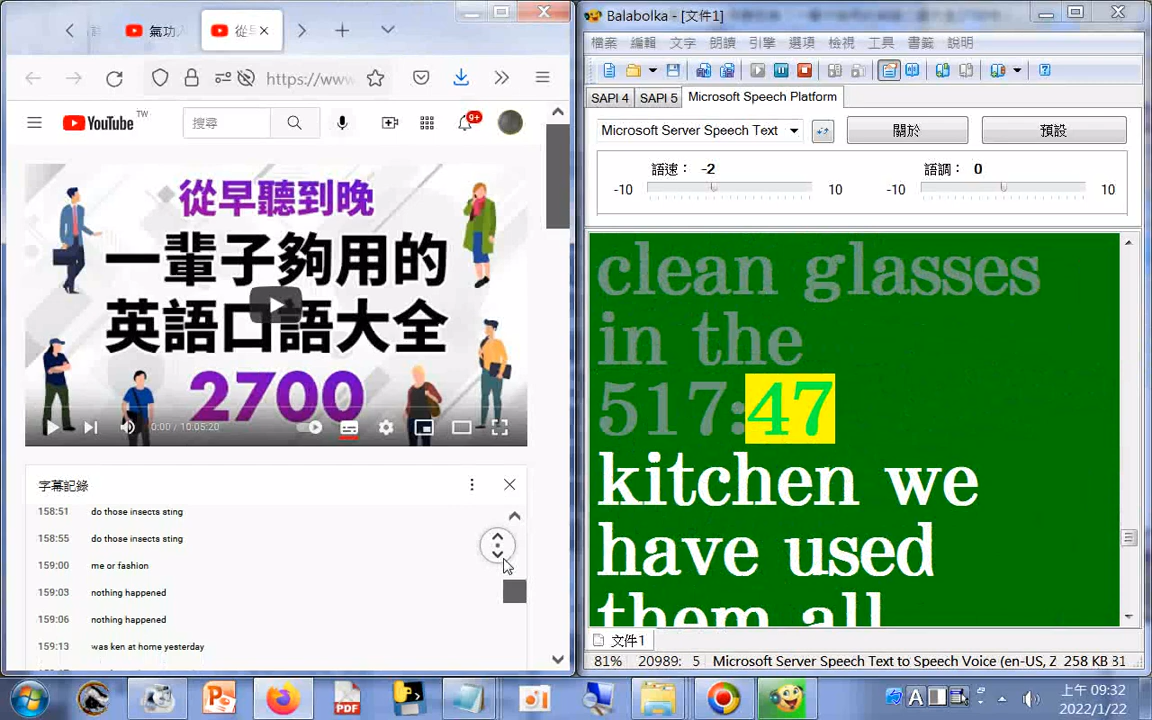 氣功
從
https://www
YouTube TW
搜尋
9+
從早聽到晚
一輩子夠用的
英語口語大全
2700
0:00 / 10:05:20
字幕記錄
158:51 do those insects sting
158:55 do those insects sting
159:00 me or fashion
159:03 nothing happened
159:06 nothing happened
159:13 was ken at home yesterday
Balabolka - [文件1]
檔案 編輯 文字 朗讀 引擎 選項 檢視 工具 書籤 說明
SAPI 4 SAPI 5 Microsoft Speech Platform
Microsoft Server Speech Text
關於
預設
語速： -2
語調： 0
-10 10 -10 10
clean glasses
in the
517:47
kitchen we
have used
them all
文件1
81% 20989: 5 Microsoft Server Speech Text to Speech Voice (en-US, Z 258 KB 31
PDF
A
上午 09:32
2022/1/22